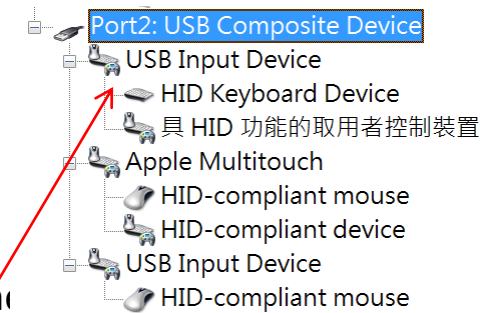 Port2: USB Composite Device
USB Input Device
HID Keyboard Device
具 HID 功能的取用者控制裝置
Apple Multitouch
HID-compliant mouse
HID-compliant device
USB Input Device
HID-compliant mouse